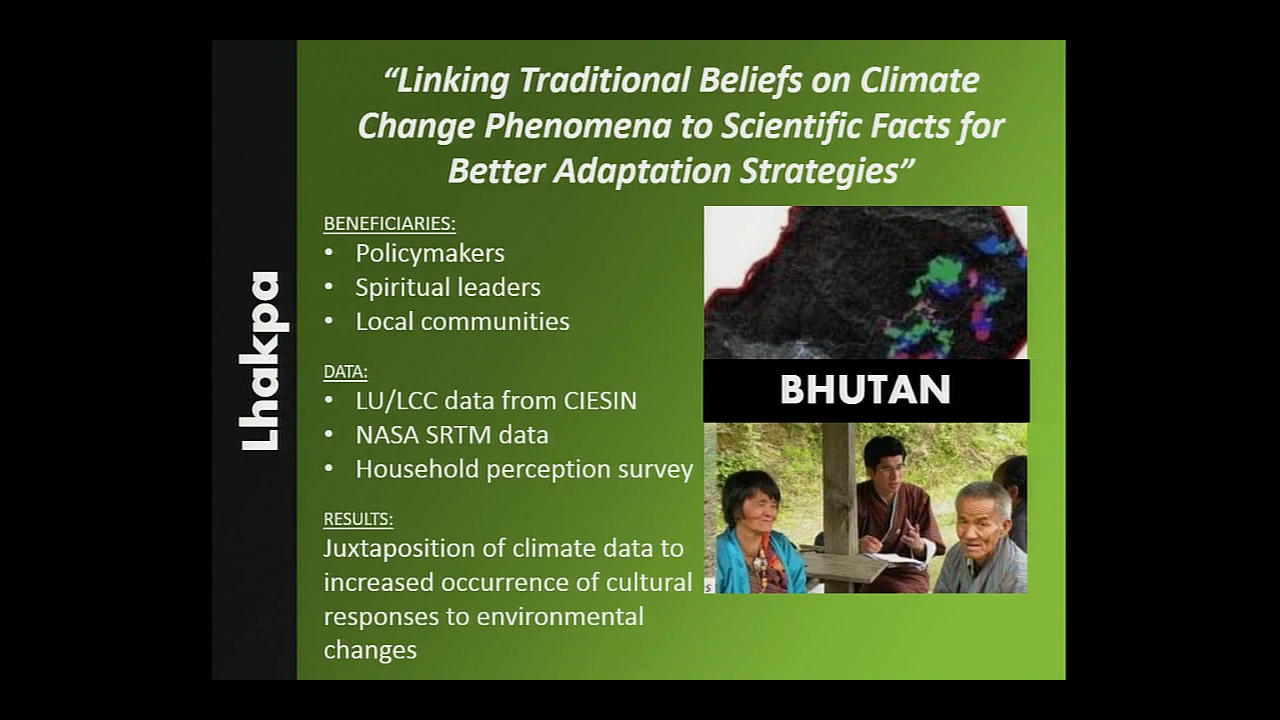 “Linking Traditional Beliefs on Climate
Change Phenomena to Scientific Facts for
Better Adaptation Strategies”
Lhakpa
BENEFICIARIES:
• Policymakers
• Spiritual leaders
• Local communities
DATA:
• LU/LCC data from CIESIN
• NASA SRTM data
• Household perception survey
RESULTS:
Juxtaposition of climate data to
increased occurrence of cultural
responses to environmental
changes
BHUTAN